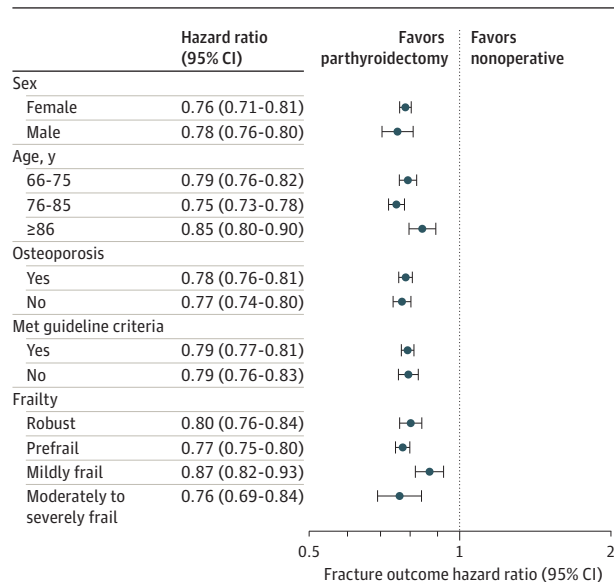 Hazard ratio
(95% CI)
Favors
parthyroidectomy
Favors
nonoperative
Sex
Female 0.76 (0.71-0.81)
Male 0.78 (0.76-0.80)
Age, y
66-75 0.79 (0.76-0.82)
76-85 0.75 (0.73-0.78)
≥86 0.85 (0.80-0.90)
Osteoporosis
Yes 0.78 (0.76-0.81)
No 0.77 (0.74-0.80)
Met guideline criteria
Yes 0.79 (0.77-0.81)
No 0.79 (0.76-0.83)
Frailty
Robust 0.80 (0.76-0.84)
Prefrail 0.77 (0.75-0.80)
Mildly frail 0.87 (0.82-0.93)
Moderately to 0.76 (0.69-0.84)
severely frail
0.5 1 2
Fracture outcome hazard ratio (95% CI)